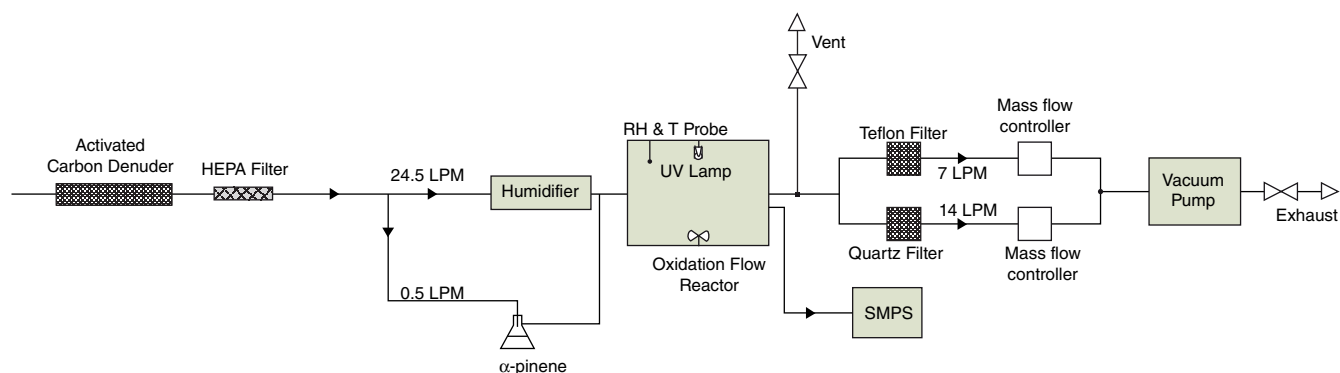 Activated
Carbon Denuder
HEPA Filter
24.5 LPM
0.5 LPM
α-pinene
Humidifier
RH & T Probe
UV Lamp
Oxidation Flow
Reactor
Vent
Teflon Filter
7 LPM
Mass flow
controller
14 LPM
Quartz Filter
Mass flow
controller
SMPS
Vacuum
Pump
Exhaust